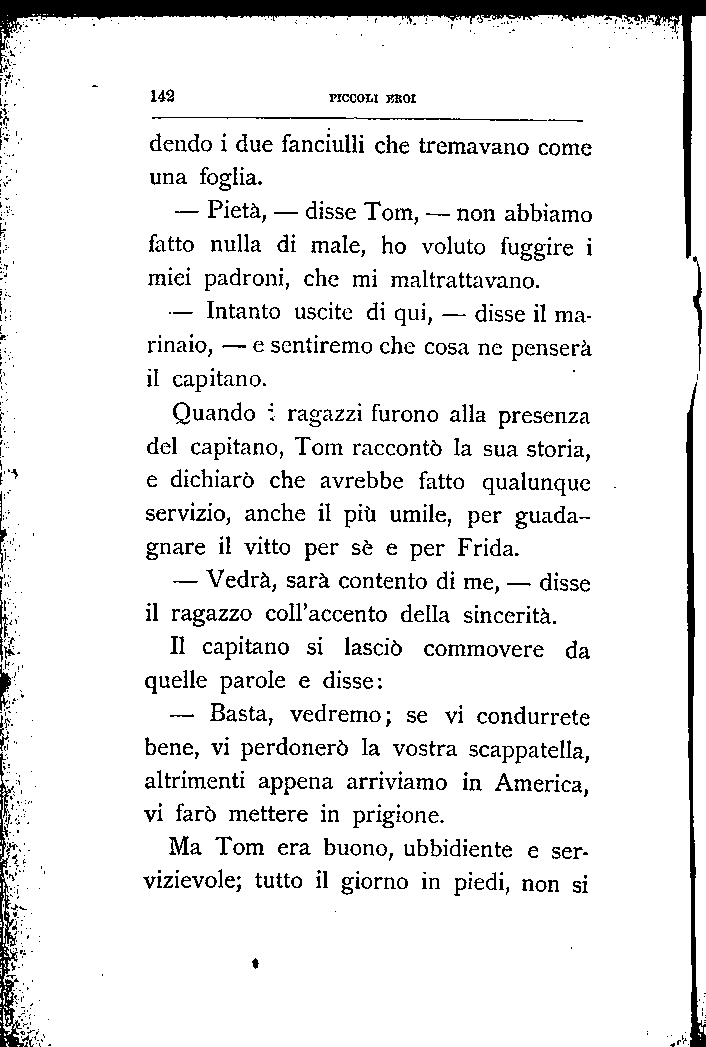 142 PICCOLI EROI
dendo i due fanciulli che tremavano come
una foglia.
— Pietà, — disse Tom, — non abbiamo
fatto nulla di male, ho voluto fuggire i
miei padroni, che mi maltrattavano.
— Intanto uscite di qui, — disse il ma-
rinaio, — e sentiremo che cosa ne penserà
il capitano.
Quando i ragazzi furono alla presenza
del capitano, Tom raccontò la sua storia,
e dichiarò che avrebbe fatto qualunque
servizio, anche il più umile, per guada-
gnare il vitto per sè e per Frida.
— Vedrà, sarà contento di me, — disse
il ragazzo coll'accento della sincerità.
Il capitano si lasciò commovere da
quelle parole e disse:
— Basta, vedremo; se vi condurrete
bene, vi perdonerò la vostra scappatella,
altrimenti appena arriviamo in America,
vi farò mettere in prigione.
Ma Tom era buono, ubbidiente e ser-
vizievole; tutto il giorno in piedi, non si